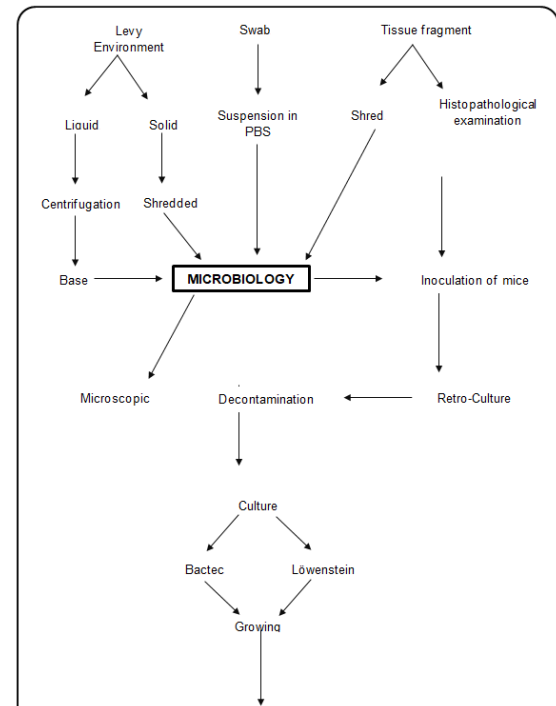 Levy
Environment
Swab
Tissue fragment
Liquid
Solid
Suspension in
PBS
Shred
Histopathological
examination
Centrifugation
Shredded
Base
MICROBIOLOGY
Inoculation of mice
Microscopic
Decontamination
Retro-Culture
Culture
Bactec
Löwenstein
Growing